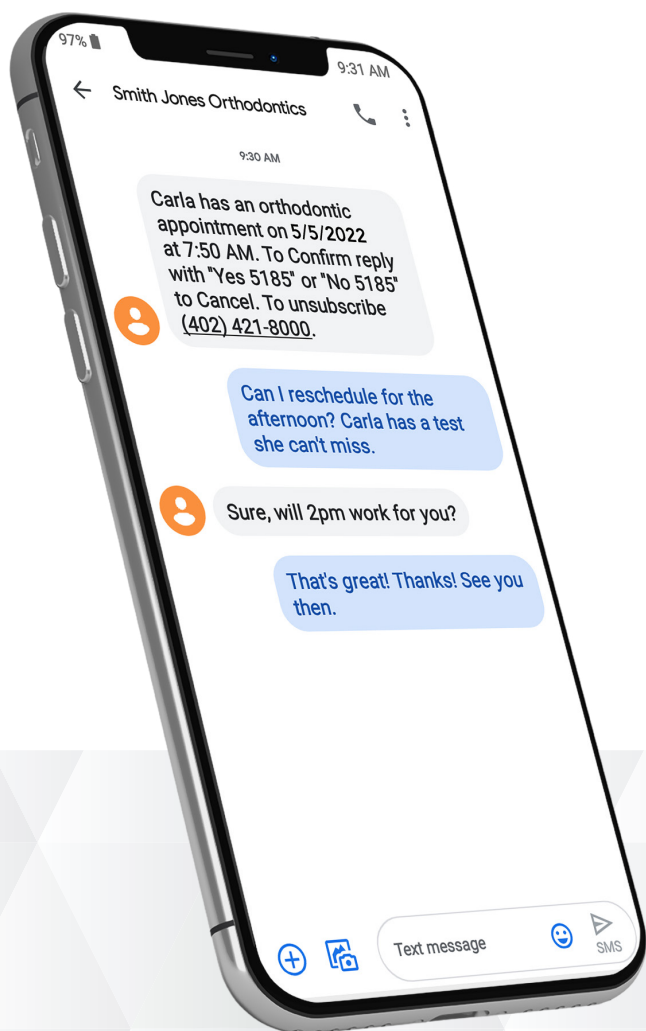 97%
9:31 AM
Smith Jones Orthodontics
9:30 AM
Carla has an orthodontic
appointment on 5/5/2022
at 7:50 AM. To Confirm reply
with "Yes 5185" or "No 5185"
to Cancel. To unsubscribe
(402) 421-8000.
Can I reschedule for the
afternoon? Carla has a test
she can't miss.
Sure, will 2pm work for you?
That's great! Thanks! See you
then.
Text message
SMS